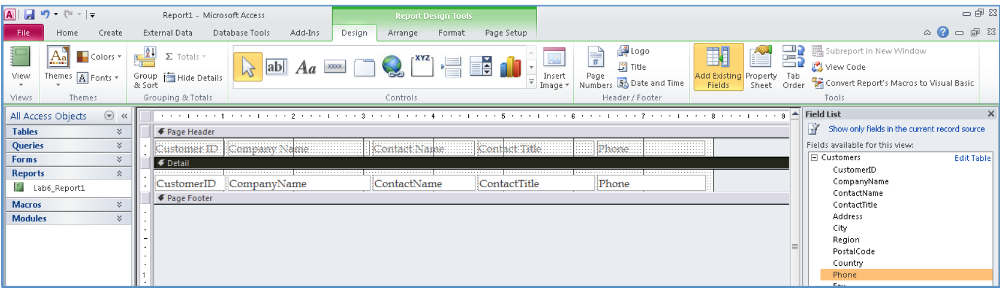 Report1 - Microsoft Access
Report Design Tools
File Home Create External Data Database Tools Add-Ins Design Arrange Format Page Setup
View
Themes
Colors
Fonts
Group & Sort
Σ Totals
Hide Details
ab|
Aa
XXXX
XYZ
Insert Image
Page Numbers
Logo
Title
Date and Time
Add Existing Fields
Property Sheet
Tab Order
Subreport in New Window
View Code
Convert Report's Macros to Visual Basic
Views Themes Grouping & Totals Controls Header / Footer Tools
All Access Objects
Tables
Queries
Forms
Reports
Lab6_Report1
Macros
Modules
1 2 3 4 5 6 7 8 9
Page Header
Customer ID Company Name Contact Name Contact Title Phone
Detail
CustomerID CompanyName ContactName ContactTitle Phone
Page Footer
1
Field List
Show only fields in the current record source
Fields available for this view:
Customers Edit Table
CustomerID
CompanyName
ContactName
ContactTitle
Address
City
Region
PostalCode
Country
Phone